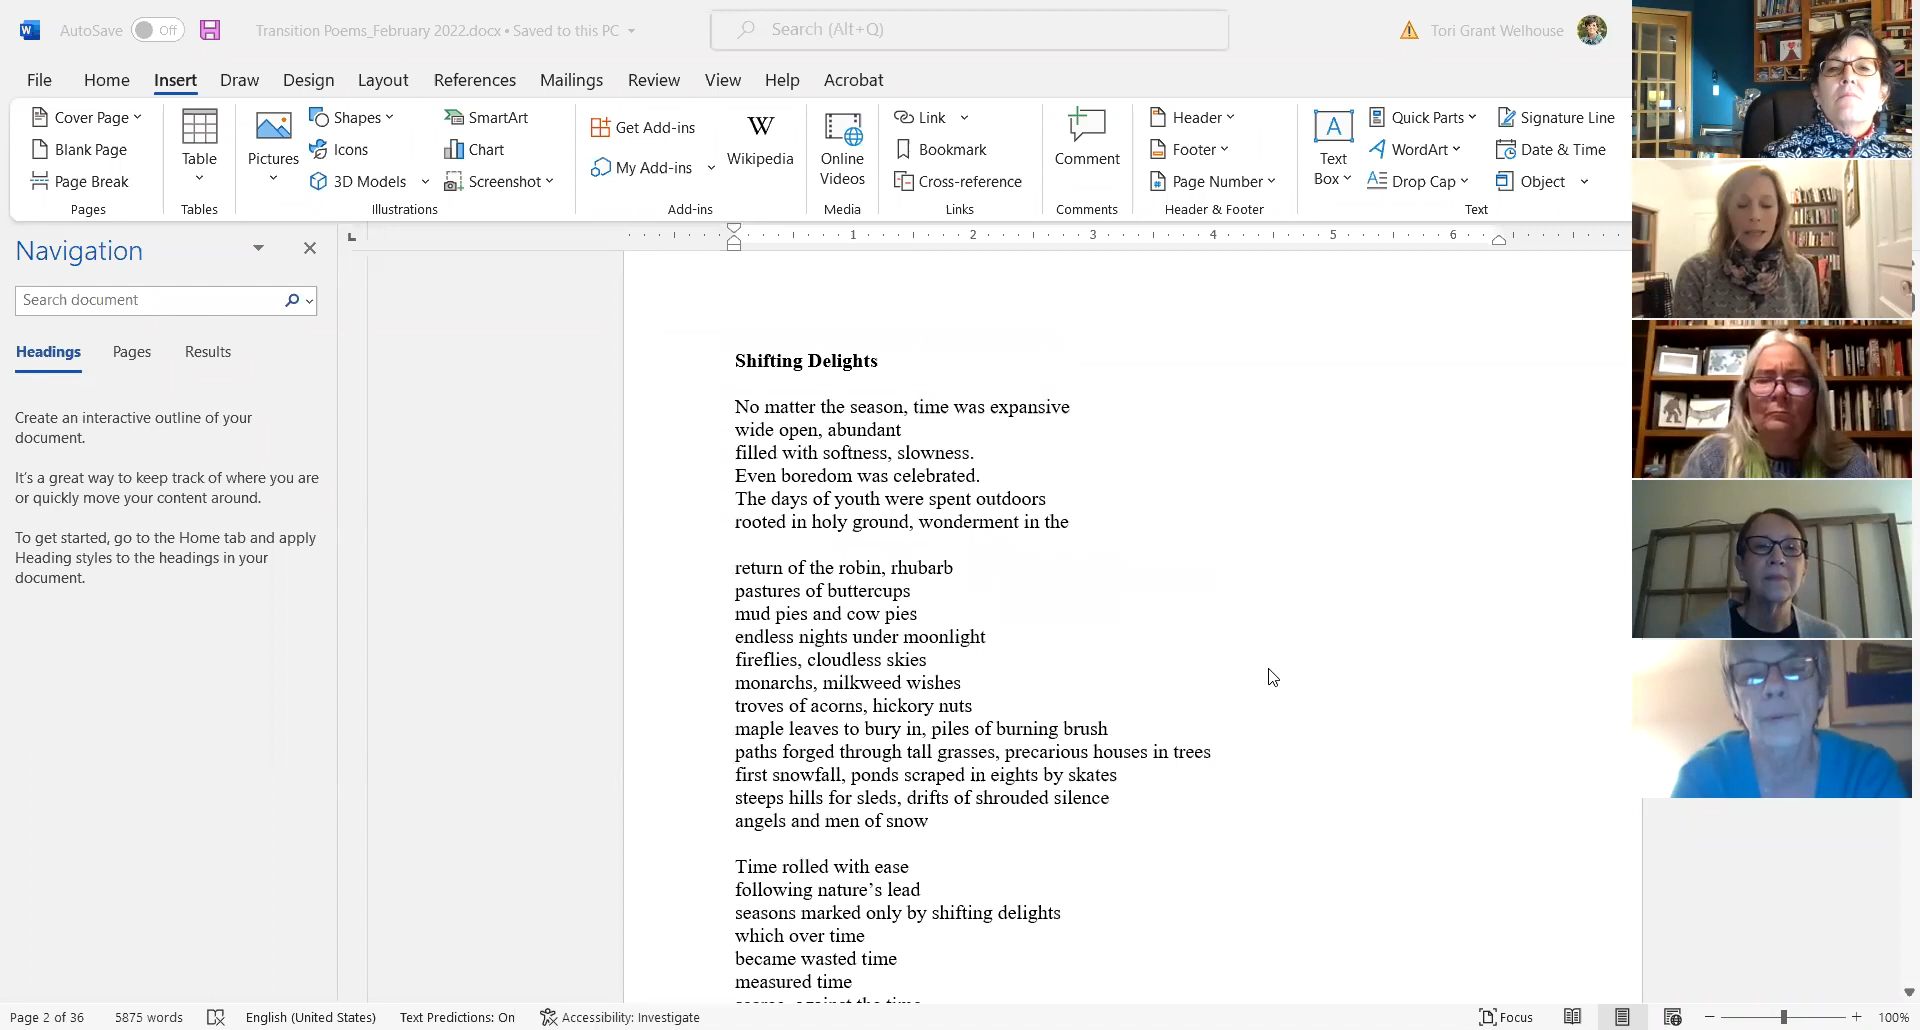 AutoSave Off Transition Poems_February 2022.docx • Saved to this PC Search (Alt+Q) Tori Grant Welhouse
File Home Insert Draw Design Layout References Mailings Review View Help Acrobat
Cover Page
Blank Page
Page Break
Pages
Table
Tables
Pictures
Shapes
Icons
3D Models
SmartArt
Chart
Screenshot
Illustrations
Get Add-ins
My Add-ins
W
Wikipedia
Add-ins
Online
Videos
Media
Link
Bookmark
Cross-reference
Links
Comment
Comments
Header
Footer
Page Number
Header & Footer
Text
Box
Quick Parts
WordArt
Drop Cap
Signature Line
Date & Time
Object
Text
1 2 3 4 5 6
Navigation
Search document
Headings Pages Results
Create an interactive outline of your
document.
It's a great way to keep track of where you are
or quickly move your content around.
To get started, go to the Home tab and apply
Heading styles to the headings in your
document.
Shifting Delights
No matter the season, time was expansive
wide open, abundant
filled with softness, slowness.
Even boredom was celebrated.
The days of youth were spent outdoors
rooted in holy ground, wonderment in the
return of the robin, rhubarb
pastures of buttercups
mud pies and cow pies
endless nights under moonlight
fireflies, cloudless skies
monarchs, milkweed wishes
troves of acorns, hickory nuts
maple leaves to bury in, piles of burning brush
paths forged through tall grasses, precarious houses in trees
first snowfall, ponds scraped in eights by skates
steeps hills for sleds, drifts of shrouded silence
angels and men of snow
Time rolled with ease
following nature’s lead
seasons marked only by shifting delights
which over time
became wasted time
measured time
Page 2 of 36 5875 words English (United States) Text Predictions: On Accessibility: Investigate Focus 100%